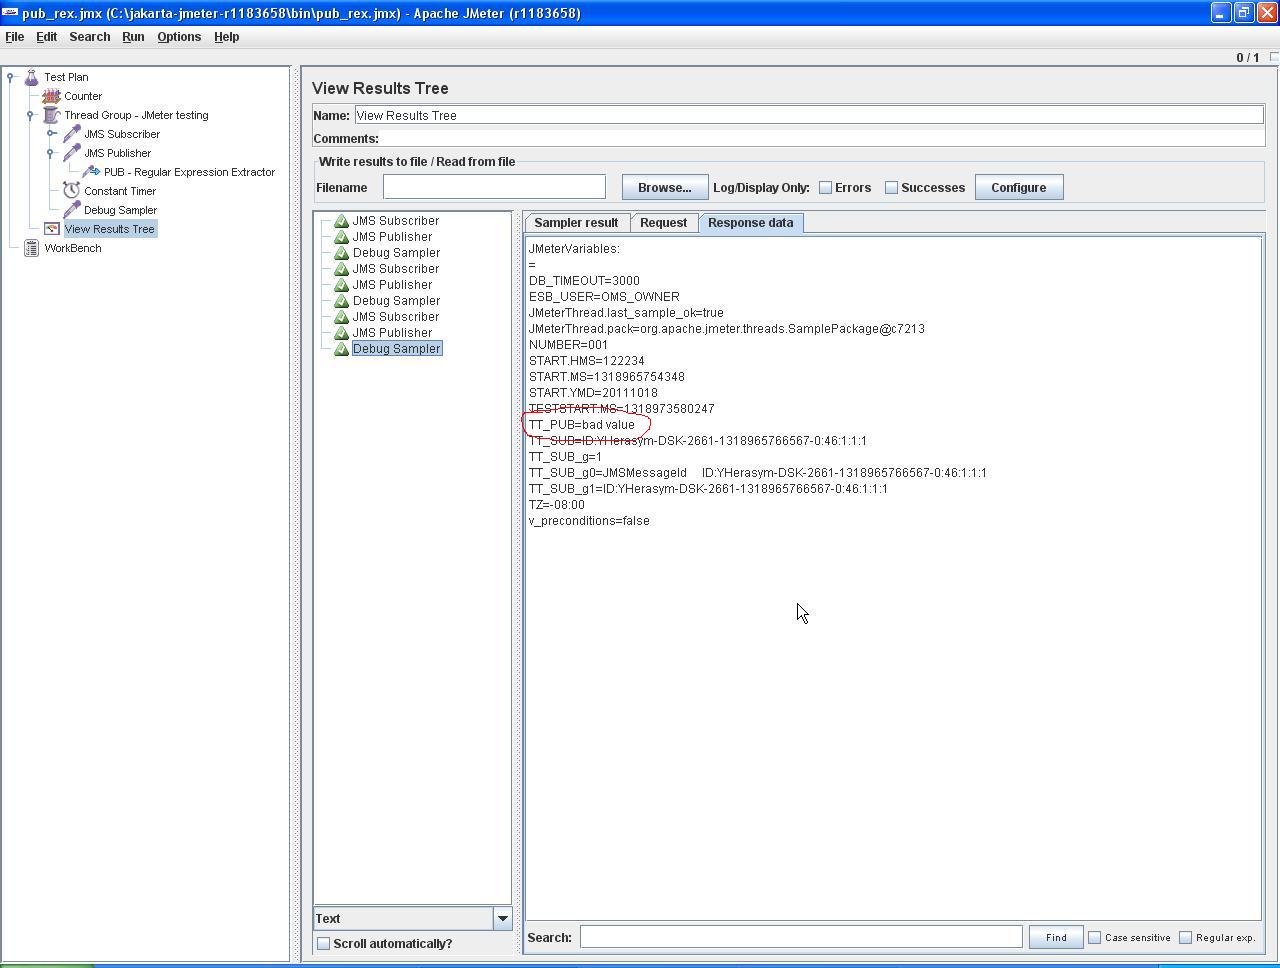 pub_rex.jmx (C:\jakarta-jmeter-r1183658\bin\pub_rex.jmx) - Apache JMeter (r1183658)
File Edit Search Run Options Help
0 / 1
Test Plan
Counter
Thread Group - JMeter testing
JMS Subscriber
JMS Publisher
PUB - Regular Expression Extractor
Constant Timer
Debug Sampler
View Results Tree
WorkBench
View Results Tree
Name: View Results Tree
Comments:
Write results to file / Read from file
Filename Browse... Log/Display Only: Errors Successes Configure
JMS Subscriber
JMS Publisher
Debug Sampler
JMS Subscriber
JMS Publisher
Debug Sampler
JMS Subscriber
JMS Publisher
Debug Sampler
Text
Scroll automatically?
Sampler result Request Response data
JMeterVariables:
=
DB_TIMEOUT=3000
ESB_USER=OMS_OWNER
JMeterThread.last_sample_ok=true
JMeterThread.pack=org.apache.jmeter.threads.SamplePackage@c7213
NUMBER=001
START.HMS=122234
START.MS=1318965754348
START.YMD=20111018
TESTSTART.MS=1318973580247
TT_PUB=bad value
TT_SUB=ID:YHerasym-DSK-2661-1318965766567-0:46:1:1:1
TT_SUB_g=1
TT_SUB_g0=JMSMessageId ID:YHerasym-DSK-2661-1318965766567-0:46:1:1:1
TT_SUB_g1=ID:YHerasym-DSK-2661-1318965766567-0:46:1:1:1
TZ=-08:00
v_preconditions=false
Search: Find Case sensitive Regular exp.